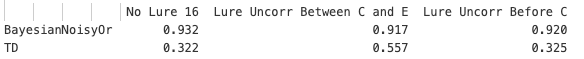 No Lure 16 Lure Uncorr Between C and E Lure Uncorr Before C
BayesianNoisyOr 0.932 0.917 0.920
TD 0.322 0.557 0.325